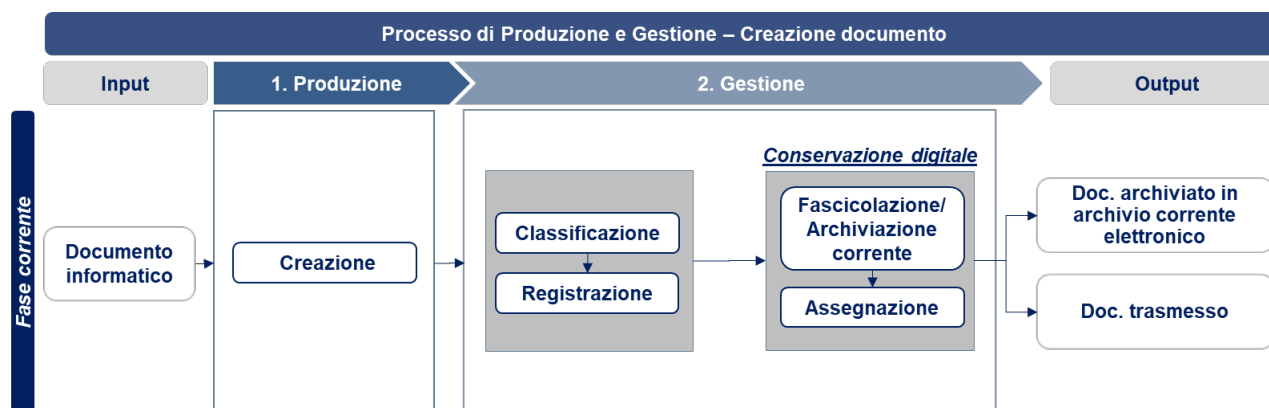 Processo di Produzione e Gestione – Creazione documento
Input
1. Produzione
2. Gestione
Output
Fase corrente
Documento
informatico
Creazione
Classificazione
Registrazione
Conservazione digitale
Fascicolazione/
Archiviazione
corrente
Assegnazione
Doc. archiviato in
archivio corrente
elettronico
Doc. trasmesso